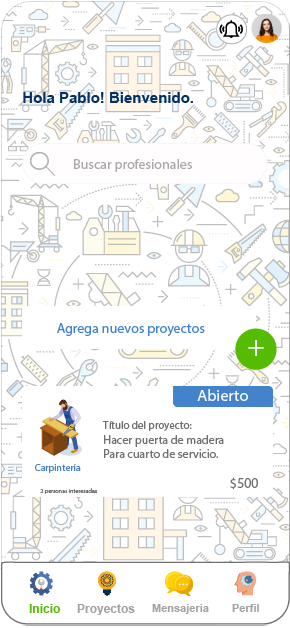 Hola Pablo! Bienvenido.
Buscar profesionales
Agrega nuevos proyectos
Abierto
Título del proyecto:
Hacer puerta de madera
Para cuarto de servicio.
Carpintería
2 personas interesadas
$500
Inicio Proyectos Mensajeria Perfil